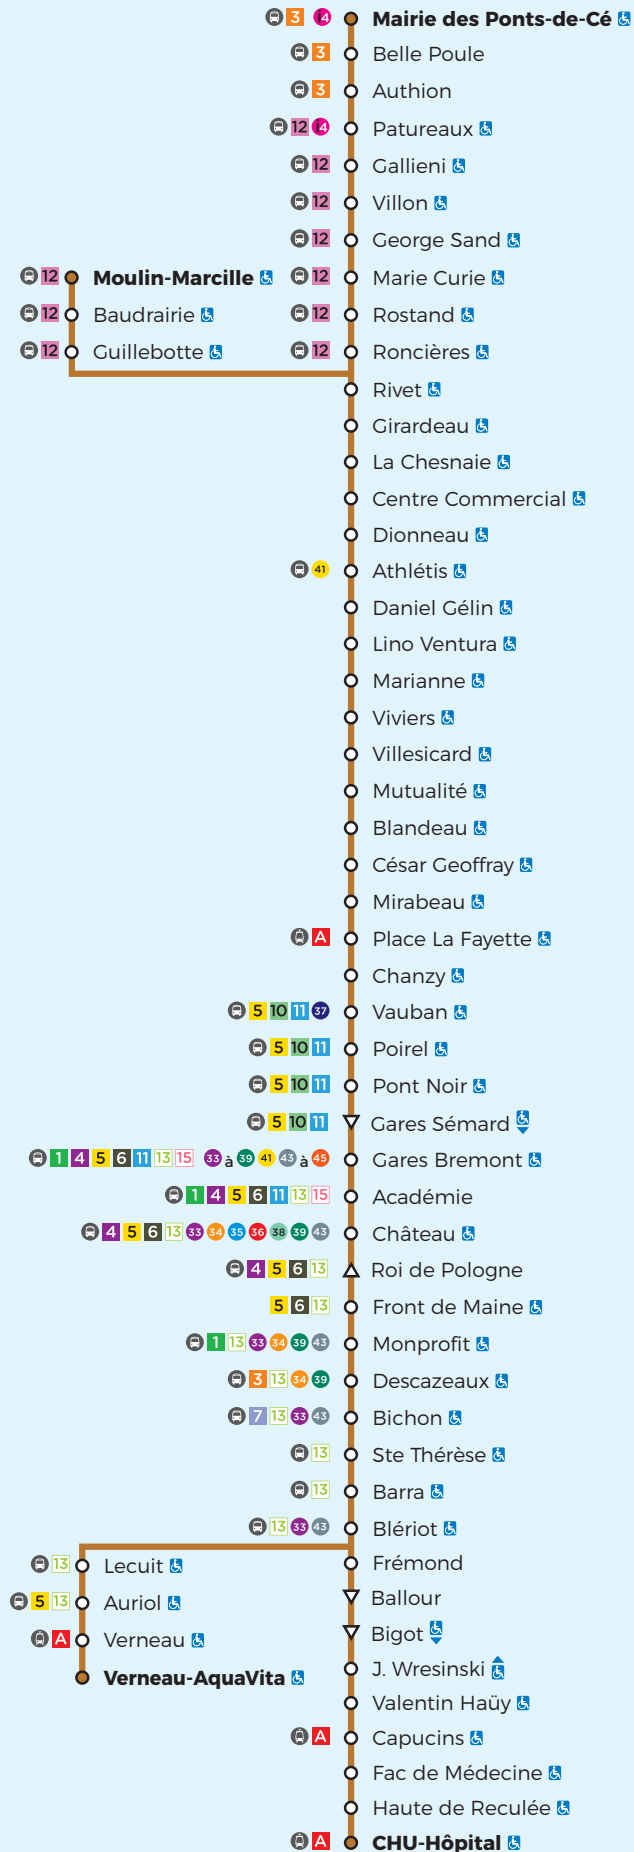 3 i4 Mairie des Ponts-de-Cé
3 Belle Poule
3 Authion
12 i4 Patureaux
12 Gallieni
12 Villon
12 George Sand
12 Moulin-Marcille 12 Marie Curie
12 Baudrairie 12 Rostand
12 Guillebotte 12 Roncières
Rivet
Girardeau
La Chesnaie
Centre Commercial
Dionneau
41 Athlétis
Daniel Gélin
Lino Ventura
Marianne
Viviers
Villesicard
Mutualité
Blandeau
César Geoffray
Mirabeau
A Place La Fayette
Chanzy
5 10 11 37 Vauban
5 10 11 Poirel
5 10 11 Pont Noir
5 10 11 Gares Sémard
1 4 5 6 11 13 15 33 à 39 41 43 à 45 Gares Bremont
1 4 5 6 11 13 15 Académie
4 5 6 13 33 34 35 36 38 39 43 Château
4 5 6 13 Roi de Pologne
5 6 13 Front de Maine
1 13 33 34 39 43 Monprofit
3 13 34 39 Descazeaux
7 13 33 43 Bichon
13 Ste Thérèse
13 Barra
13 33 43 Blériot
13 Lecuit Frémond
5 13 Auriol Ballour
A Verneau Bigot
Verneau-AquaVita J. Wresinski
Valentin Haüy
A Capucins
Fac de Médecine
Haute de Reculée
A CHU-Hôpital